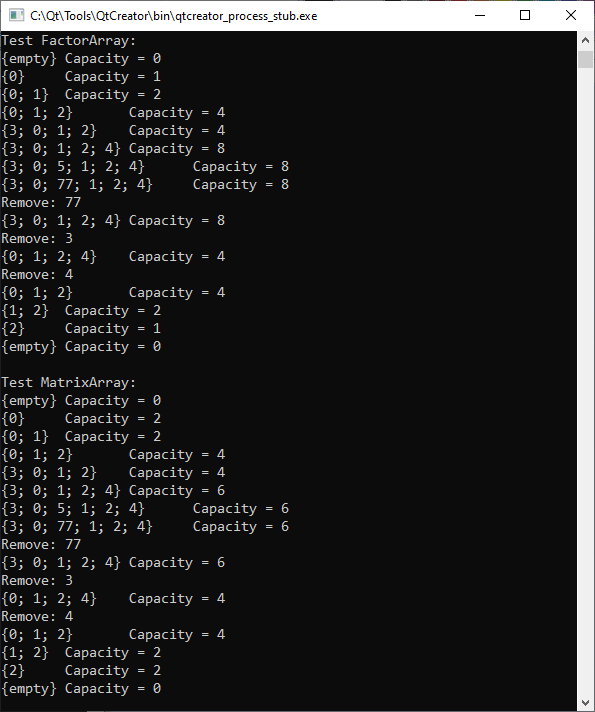 C:\Qt\Tools\QtCreator\bin\qtcreator_process_stub.exe
Test FactorArray:
{empty} Capacity = 0
{0}     Capacity = 1
{0; 1}  Capacity = 2
{0; 1; 2}       Capacity = 4
{3; 0; 1; 2}    Capacity = 4
{3; 0; 1; 2; 4} Capacity = 8
{3; 0; 5; 1; 2; 4}      Capacity = 8
{3; 0; 77; 1; 2; 4}     Capacity = 8
Remove: 77
{3; 0; 1; 2; 4} Capacity = 8
Remove: 3
{0; 1; 2; 4}    Capacity = 4
Remove: 4
{0; 1; 2}       Capacity = 4
{1; 2}  Capacity = 2
{2}     Capacity = 1
{empty} Capacity = 0

Test MatrixArray:
{empty} Capacity = 0
{0}     Capacity = 2
{0; 1}  Capacity = 2
{0; 1; 2}       Capacity = 4
{3; 0; 1; 2}    Capacity = 4
{3; 0; 1; 2; 4} Capacity = 6
{3; 0; 5; 1; 2; 4}      Capacity = 6
{3; 0; 77; 1; 2; 4}     Capacity = 6
Remove: 77
{3; 0; 1; 2; 4} Capacity = 6
Remove: 3
{0; 1; 2; 4}    Capacity = 4
Remove: 4
{0; 1; 2}       Capacity = 4
{1; 2}  Capacity = 2
{2}     Capacity = 2
{empty} Capacity = 0